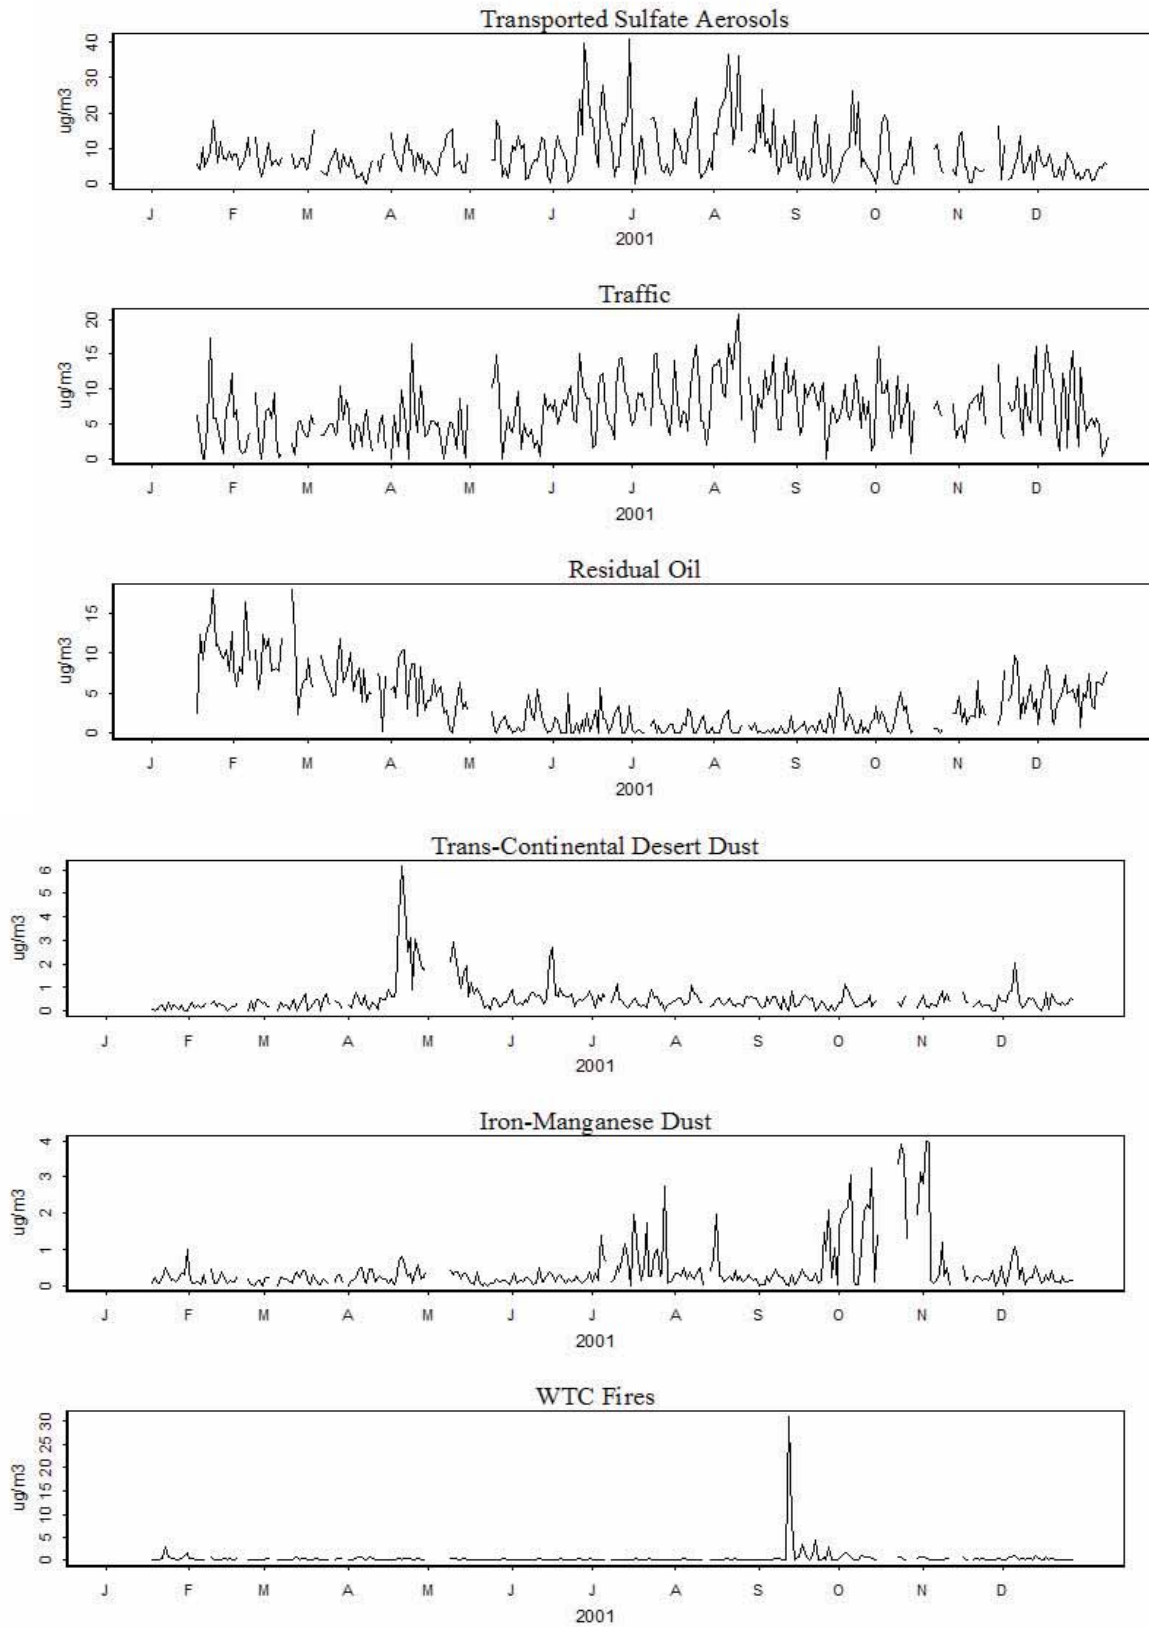 Transported Sulfate Aerosols
ug/m3
0 10 20 30 40
J F M A M J J A S O N D
2001
Traffic
ug/m3
0 5 10 15 20
J F M A M J J A S O N D
2001
Residual Oil
ug/m3
0 5 10 15
J F M A M J J A S O N D
2001
Trans-Continental Desert Dust
ug/m3
0 1 2 3 4 5 6
J F M A M J J A S O N D
2001
Iron-Manganese Dust
ug/m3
0 1 2 3 4
J F M A M J J A S O N D
2001
WTC Fires
ug/m3
0 5 10 15 20 25 30
J F M A M J J A S O N D
2001